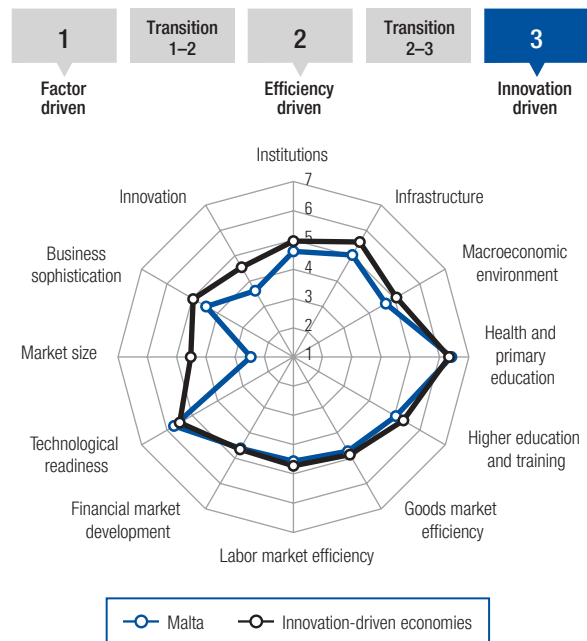 1
Transition
1–2
2
Transition
2–3
3
Factor
driven
Efficiency
driven
Innovation
driven
Institutions
7
6
5
4
3
2
1
Infrastructure
Macroeconomic
environment
Health and
primary
education
Higher education
and training
Goods market
efficiency
Labor market efficiency
Financial market
development
Technological
readiness
Market size
Business
sophistication
Innovation
Malta
Innovation-driven economies